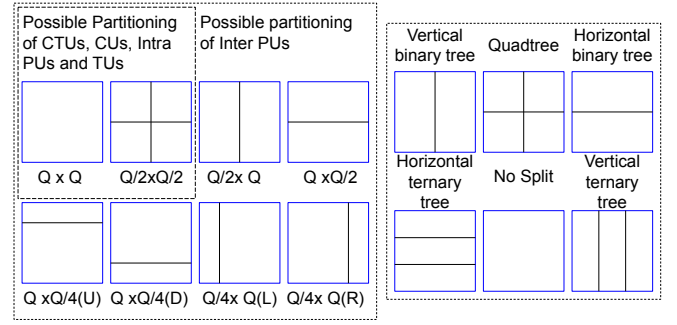 Possible Partitioning
of CTUs, CUs, Intra
PUs and TUs
Possible partitioning
of Inter PUs
Q x Q
Q/2xQ/2
Q/2x Q
Q xQ/2
Q xQ/4(U)
Q xQ/4(D)
Q/4x Q(L)
Q/4x Q(R)
Vertical
binary tree
Quadtree
Horizontal
binary tree
Horizontal
ternary
tree
No Split
Vertical
ternary
tree